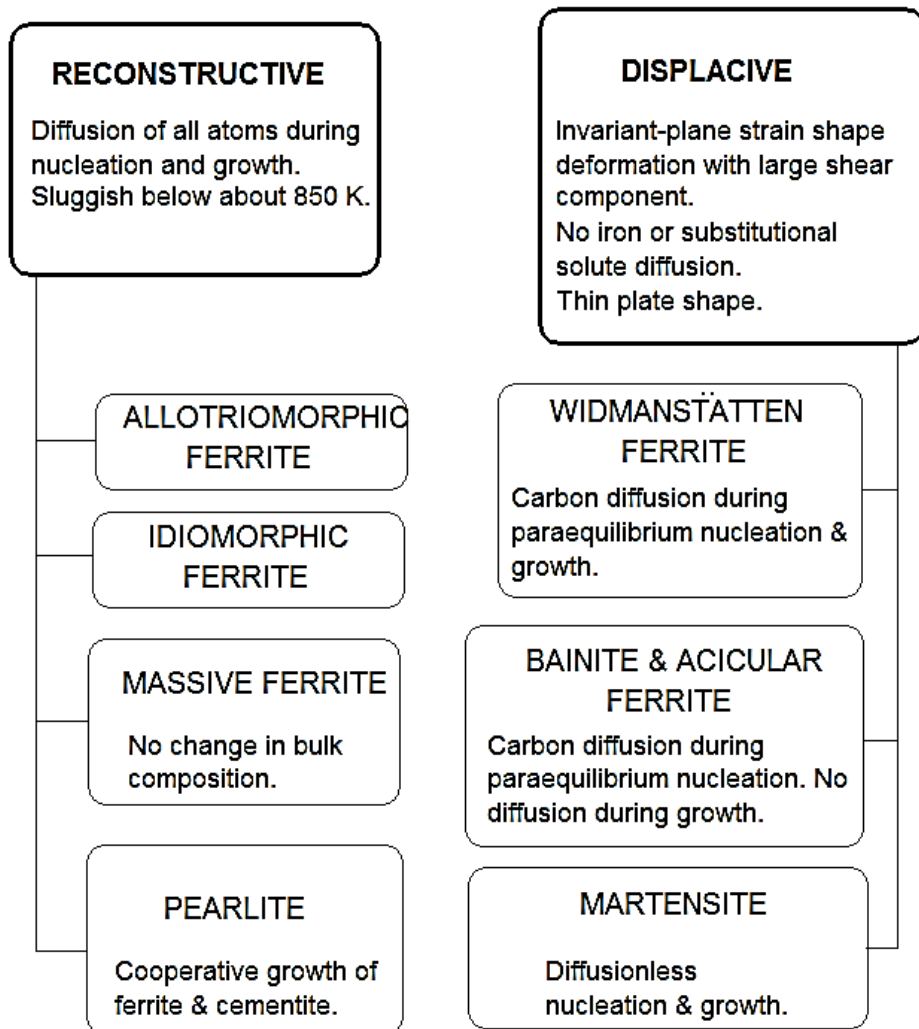 RECONSTRUCTIVE
Diffusion of all atoms during
nucleation and growth.
Sluggish below about 850 K.
ALLOTRIOMORPHIC
FERRITE
IDIOMORPHIC
FERRITE
MASSIVE FERRITE
No change in bulk
composition.
PEARLITE
Cooperative growth of
ferrite & cementite.
DISPLACIVE
Invariant-plane strain shape
deformation with large shear
component.
No iron or substitutional
solute diffusion.
Thin plate shape.
WIDMANSTÄTTEN
FERRITE
Carbon diffusion during
paraequilibrium nucleation &
growth.
BAINITE & ACICULAR
FERRITE
Carbon diffusion during
paraequilibrium nucleation. No
diffusion during growth.
MARTENSITE
Diffusionless
nucleation & growth.